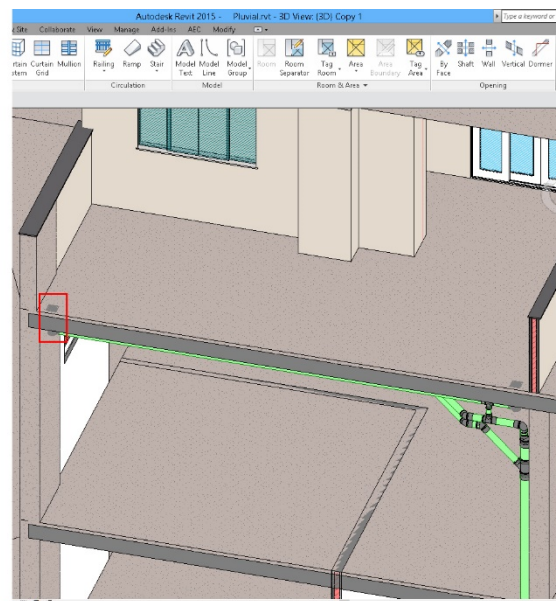 Autodesk Revit 2015 - Pluvial.rvt - 3D View: {3D} Copy 1
Type a keyword or
Site Collaborate View Manage Add-Ins AEC Modify
Curtain Grid Mullion Railing Ramp Stair Model Text Model Line Model Group Room Room Separator Tag Room Area Area Boundary Tag Area By Face Shaft Wall Vertical Dormer
Circulation Model Room & Area Opening